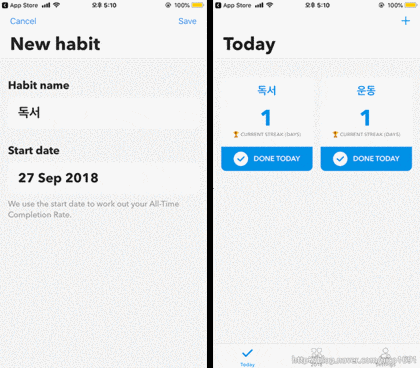 App Store 오후 5:10 100%
Cancel Save
New habit
Habit name
독서
Start date
27 Sep 2018
We use the start date to work out your All-Time
Completion Rate.
App Store 오후 5:10 100%
+
Today
독서
1
CURRENT STREAK (DAYS)
DONE TODAY
운동
1
CURRENT STREAK (DAYS)
DONE TODAY
Today
2018
Settings